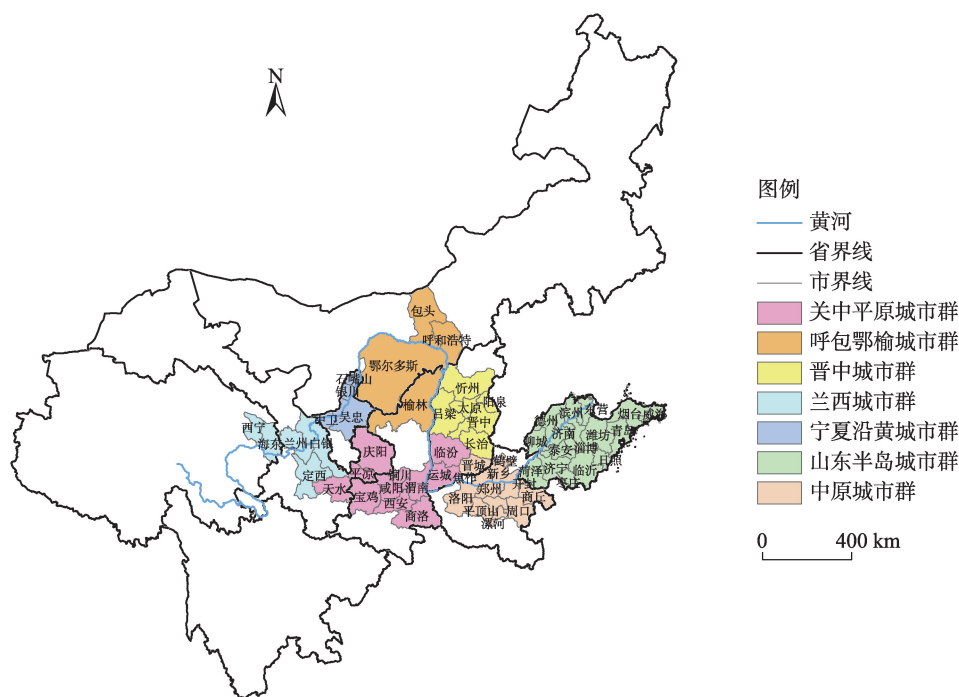 N
包头
呼和浩特
鄂尔多斯
石嘴山
银川
榆林
忻州
阳泉
太原
吕梁
晋中
吴忠
中卫
西宁
海东
兰州
白银
定西
庆阳
平凉
天水
宝鸡
铜川
咸阳
渭南
西安
商洛
临汾
运城
长治
晋城
鹤壁
新乡
焦作
洛阳
郑州
开封
商丘
平顶山
周口
漯河
滨州
东营
德州
济南
聊城
泰安
淄博
潍坊
青岛
烟台
威海
日照
菏泽
济宁
临沂
枣庄
图例
黄河
省界线
市界线
关中平原城市群
呼包鄂榆城市群
晋中城市群
兰西城市群
宁夏沿黄城市群
山东半岛城市群
中原城市群
0 400 km